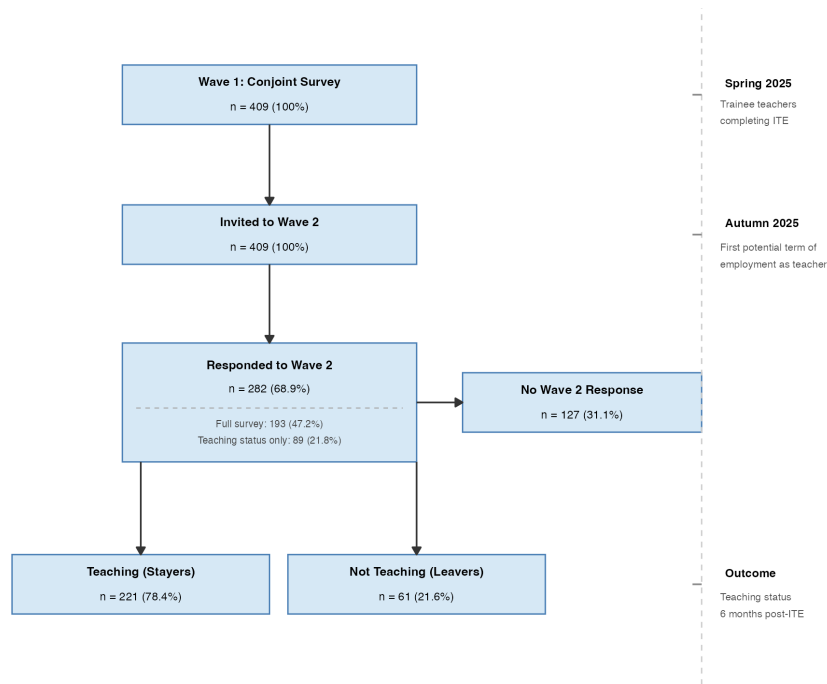 Wave 1: Conjoint Survey
n = 409 (100%)
Spring 2025
Trainee teachers
completing ITE
Invited to Wave 2
n = 409 (100%)
Autumn 2025
First potential term of
employment as teacher
Responded to Wave 2
n = 282 (68.9%)
Full survey: 193 (47.2%)
Teaching status only: 89 (21.8%)
No Wave 2 Response
n = 127 (31.1%)
Teaching (Stayers)
n = 221 (78.4%)
Not Teaching (Leavers)
n = 61 (21.6%)
Outcome
Teaching status
6 months post-ITE